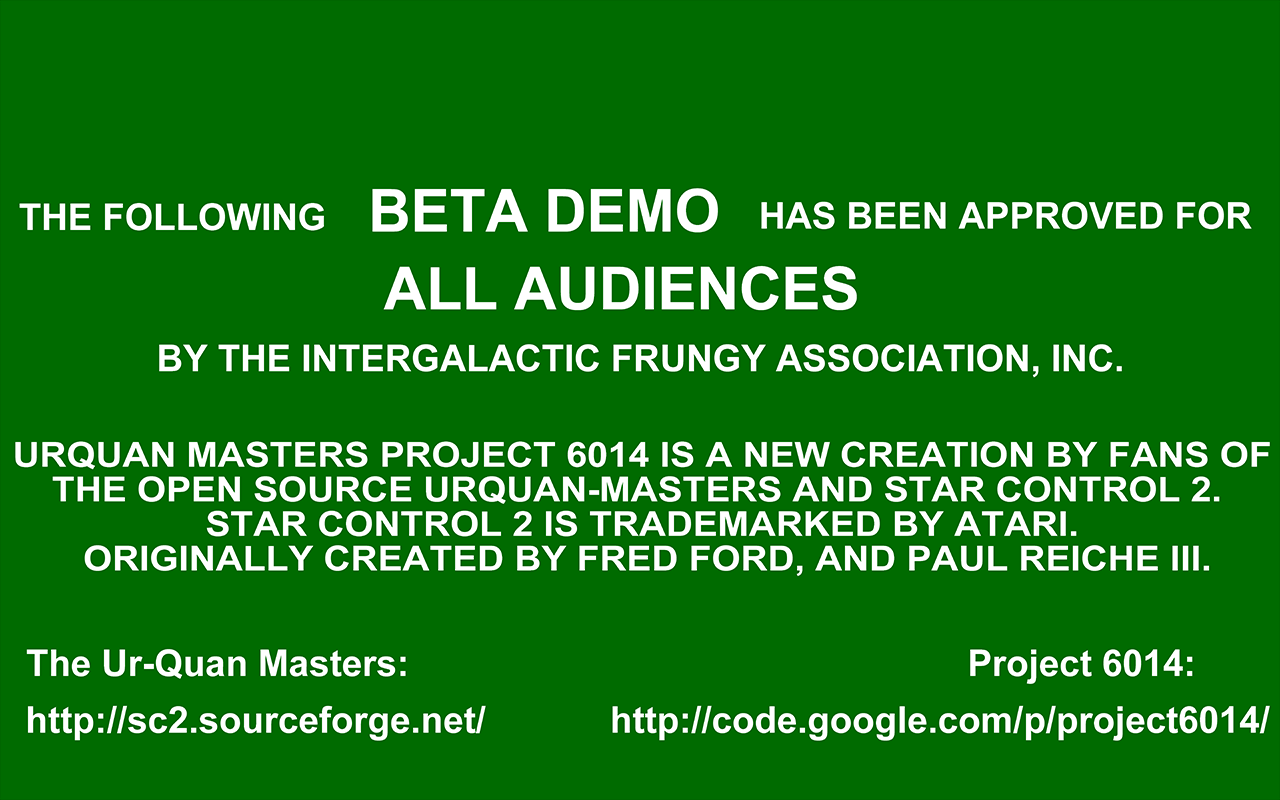 THE FOLLOWING BETA DEMO HAS BEEN APPROVED FOR
ALL AUDIENCES
BY THE INTERGALACTIC FRUNGY ASSOCIATION, INC.
URQUAN MASTERS PROJECT 6014 IS A NEW CREATION BY FANS OF
THE OPEN SOURCE URQUAN-MASTERS AND STAR CONTROL 2.
STAR CONTROL 2 IS TRADEMARKED BY ATARI.
ORIGINALLY CREATED BY FRED FORD, AND PAUL REICHE III.
The Ur-Quan Masters: Project 6014:
http://sc2.sourceforge.net/ http://code.google.com/p/project6014/